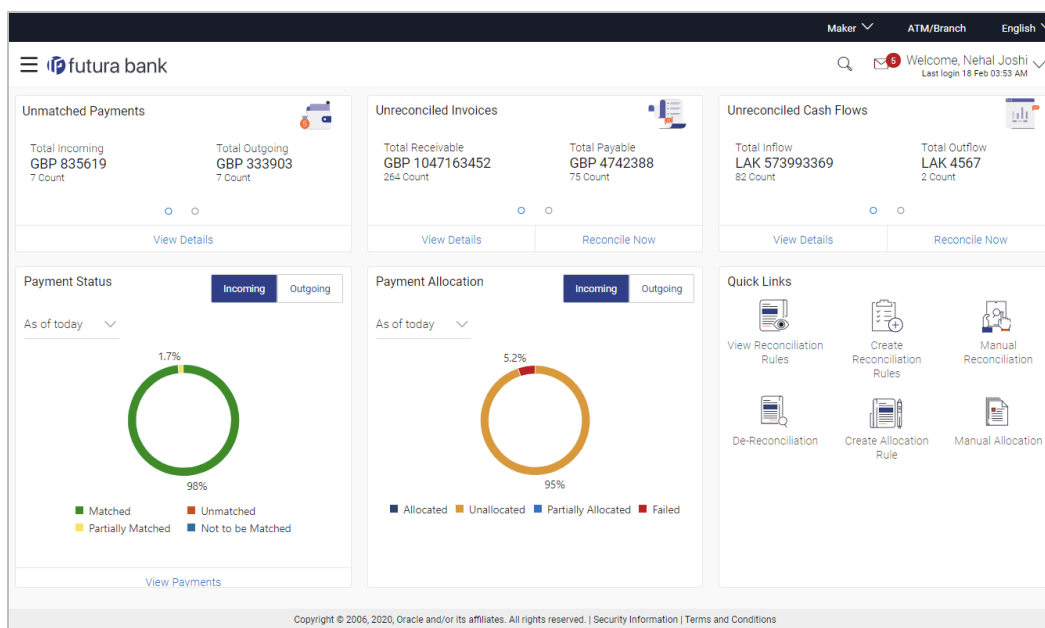 Maker ATM/Branch English
futura bank
5
Welcome, Nehal Joshi
Last login 18 Feb 03:53 AM
Unmatched Payments
Total Incoming
GBP 835619
7 Count
Total Outgoing
GBP 333903
7 Count
View Details
Unreconciled Invoices
Total Receivable
GBP 1047163452
264 Count
Total Payable
GBP 4742388
75 Count
View Details
Reconcile Now
Unreconciled Cash Flows
Total Inflow
LAK 573993369
82 Count
Total Outflow
LAK 4567
2 Count
View Details
Reconcile Now
Payment Status
Incoming
Outgoing
As of today
1.7%
98%
Matched
Unmatched
Partially Matched
Not to be Matched
View Payments
Payment Allocation
Incoming
Outgoing
As of today
5.2%
95%
Allocated
Unallocated
Partially Allocated
Failed
Quick Links
View Reconciliation
Rules
Create
Reconciliation
Rules
Manual
Reconciliation
De-Reconciliation
Create Allocation
Rule
Manual Allocation
Copyright © 2006, 2020, Oracle and/or its affiliates. All rights reserved. | Security Information | Terms and Conditions